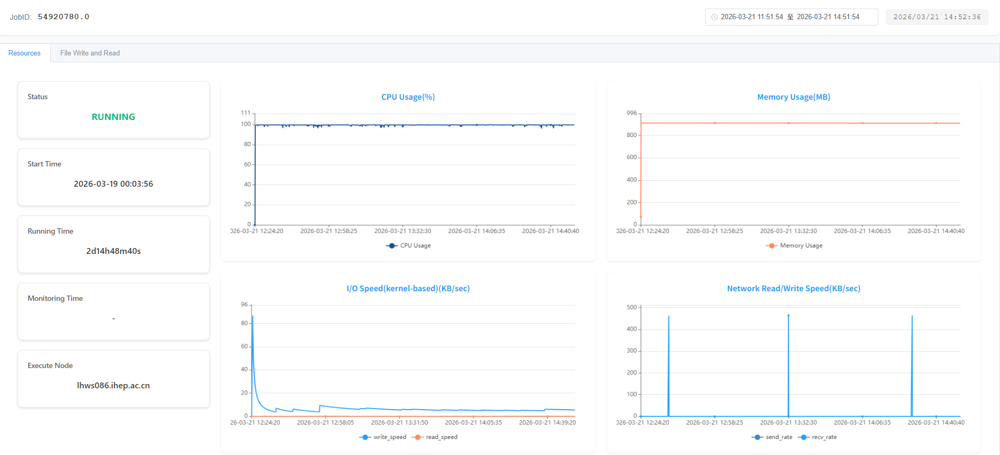 JobID: 54920780.0
2026-03-21 11:51:54 至 2026-03-21 14:51:54
2026/03/21 14:52:36
Resources
File Write and Read
Status
RUNNING
Start Time
2026-03-19 00:03:56
Running Time
2d14h48m40s
Monitoring Time
-
Execute Node
lhws086.ihep.ac.cn
CPU Usage(%)
111
100
80
60
40
20
0
26-03-21 12:24:20 2026-03-21 12:58:25 2026-03-21 13:32:30 2026-03-21 14:06:35 2026-03-21 14:40:40
CPU Usage
Memory Usage(MB)
996
800
600
400
200
0
26-03-21 12:24:20 2026-03-21 12:58:25 2026-03-21 13:32:30 2026-03-21 14:06:35 2026-03-21 14:40:40
Memory Usage
I/O Speed(kernel-based)(KB/sec)
96
80
60
40
20
0
26-03-21 12:24:20 2026-03-21 12:58:05 2026-03-21 13:31:50 2026-03-21 14:05:35 2026-03-21 14:39:20
write_speed read_speed
Network Read/Write Speed(KB/sec)
500
400
300
200
100
0
26-03-21 12:24:20 2026-03-21 12:58:25 2026-03-21 13:32:30 2026-03-21 14:06:35 2026-03-21 14:40:40
send_rate recv_rate